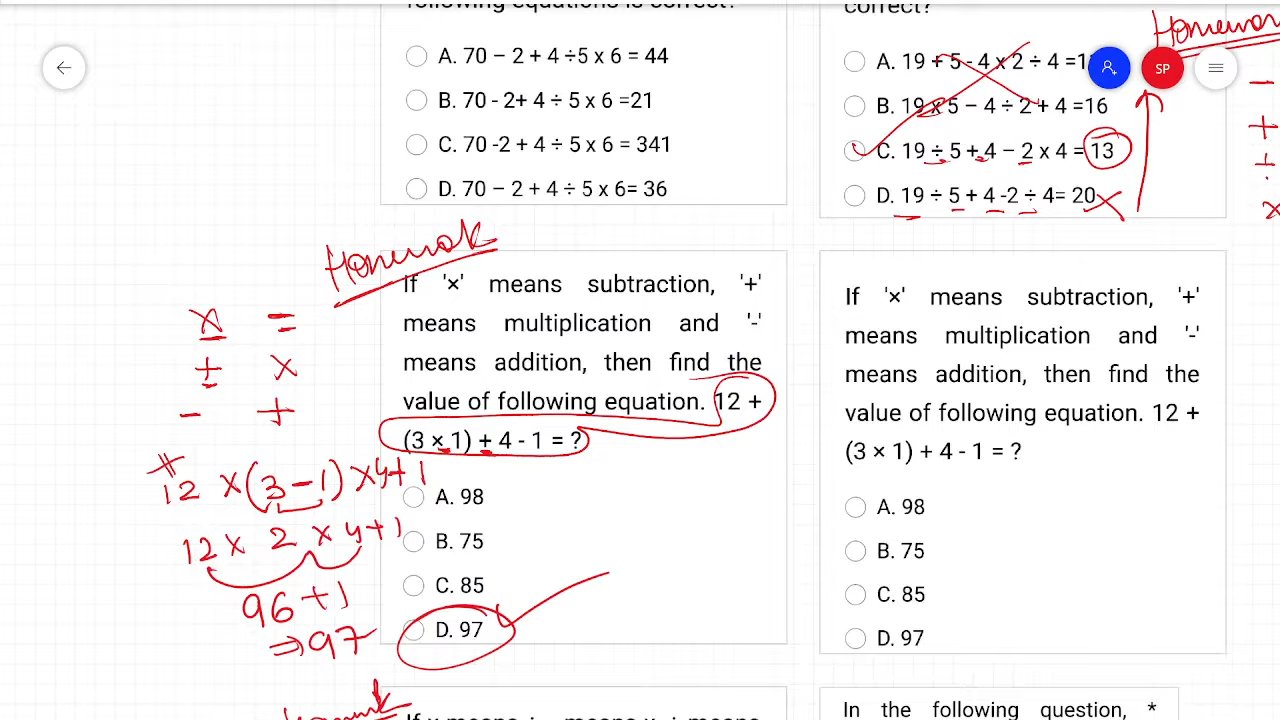 following equations is correct?
A. 70 – 2 + 4 ÷5 x 6 = 44
B. 70 - 2+ 4 ÷ 5 x 6 =21
C. 70 -2 + 4 ÷ 5 x 6 = 341
D. 70 – 2 + 4 ÷ 5 x 6= 36
correct?
Homewor
A. 19 + 5 - 4 x 2 ÷ 4 =1
B. 19 x 5 – 4 ÷ 2 + 4 =16
C. 19 ÷ 5 + 4 – 2 x 4 = 13
D. 19 ÷ 5 + 4 -2 ÷ 4= 20
SP
-
+
÷
x
Homework
If '×' means subtraction, '+'
means multiplication and '-'
means addition, then find the
value of following equation. 12 +
(3 × 1) + 4 - 1 = ?
A. 98
B. 75
C. 85
D. 97
x -
+ x
- +
12 x (3-1) x 4+1
12 x 2 x 4+1
96+1
⇒97
If '×' means subtraction, '+'
means multiplication and '-'
means addition, then find the
value of following equation. 12 +
(3 × 1) + 4 - 1 = ?
A. 98
B. 75
C. 85
D. 97
In the following question, *